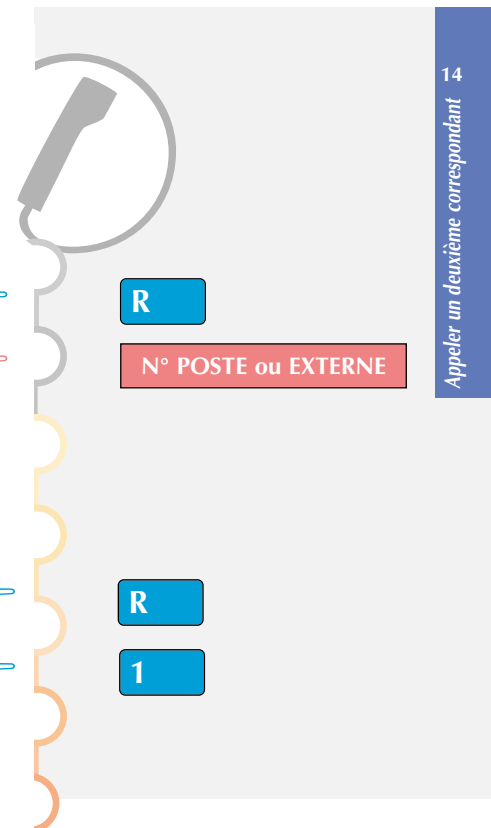 14
Appeler un deuxième correspondant
R
N° POSTE ou EXTERNE
R
1